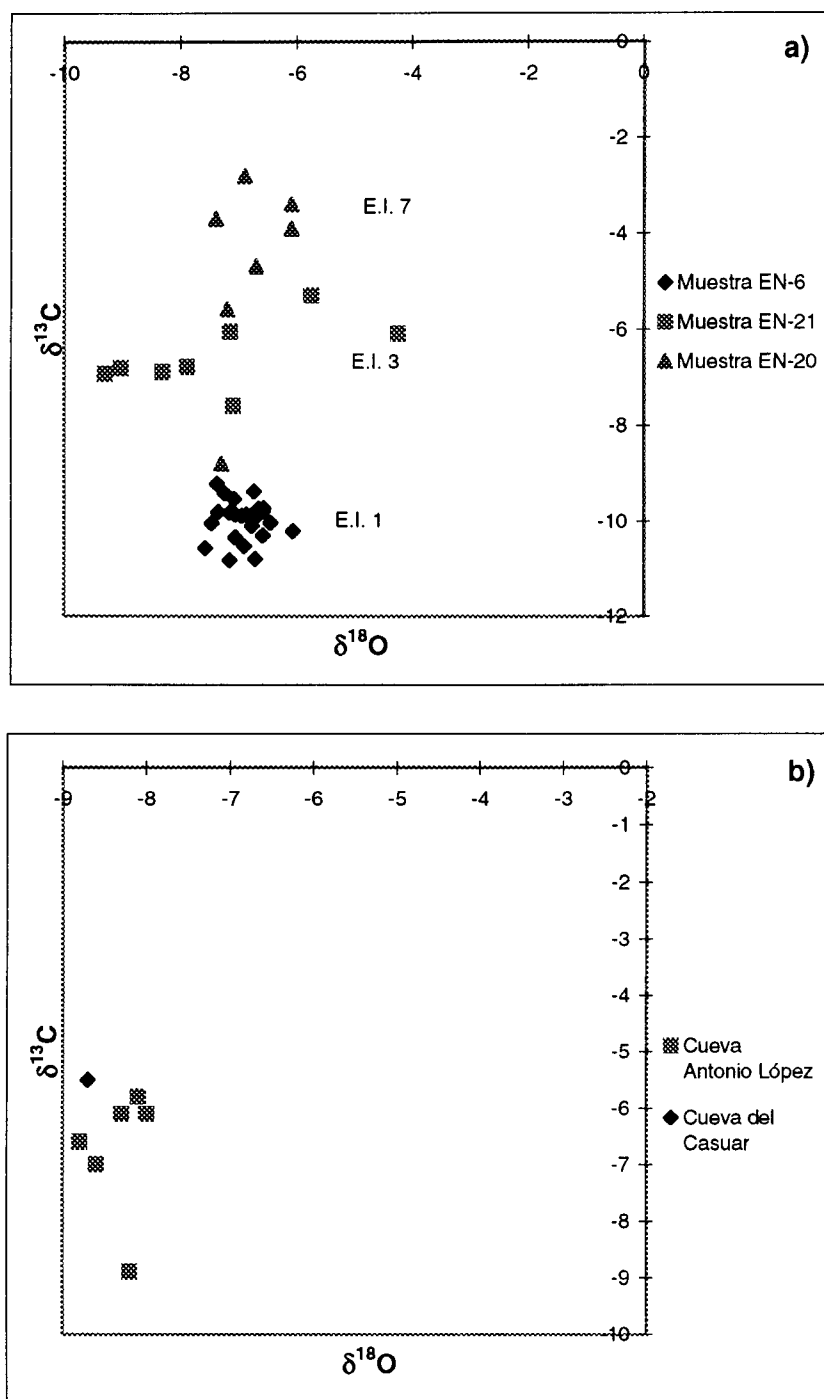 a)
-10 -8 -6 -4 -2 0
-2
-4
-6
-8
-10
-12
E.I. 7
E.I. 3
E.I. 1
δ¹³C
δ¹⁸O
Muestra EN-6
Muestra EN-21
Muestra EN-20
b)
0
-9 -8 -7 -6 -5 -4 -3 -2
-1
-2
-3
-4
-5
-6
-7
-8
-9
-10
δ¹³C
δ¹⁸O
Cueva
Antonio López
Cueva del
Casuar